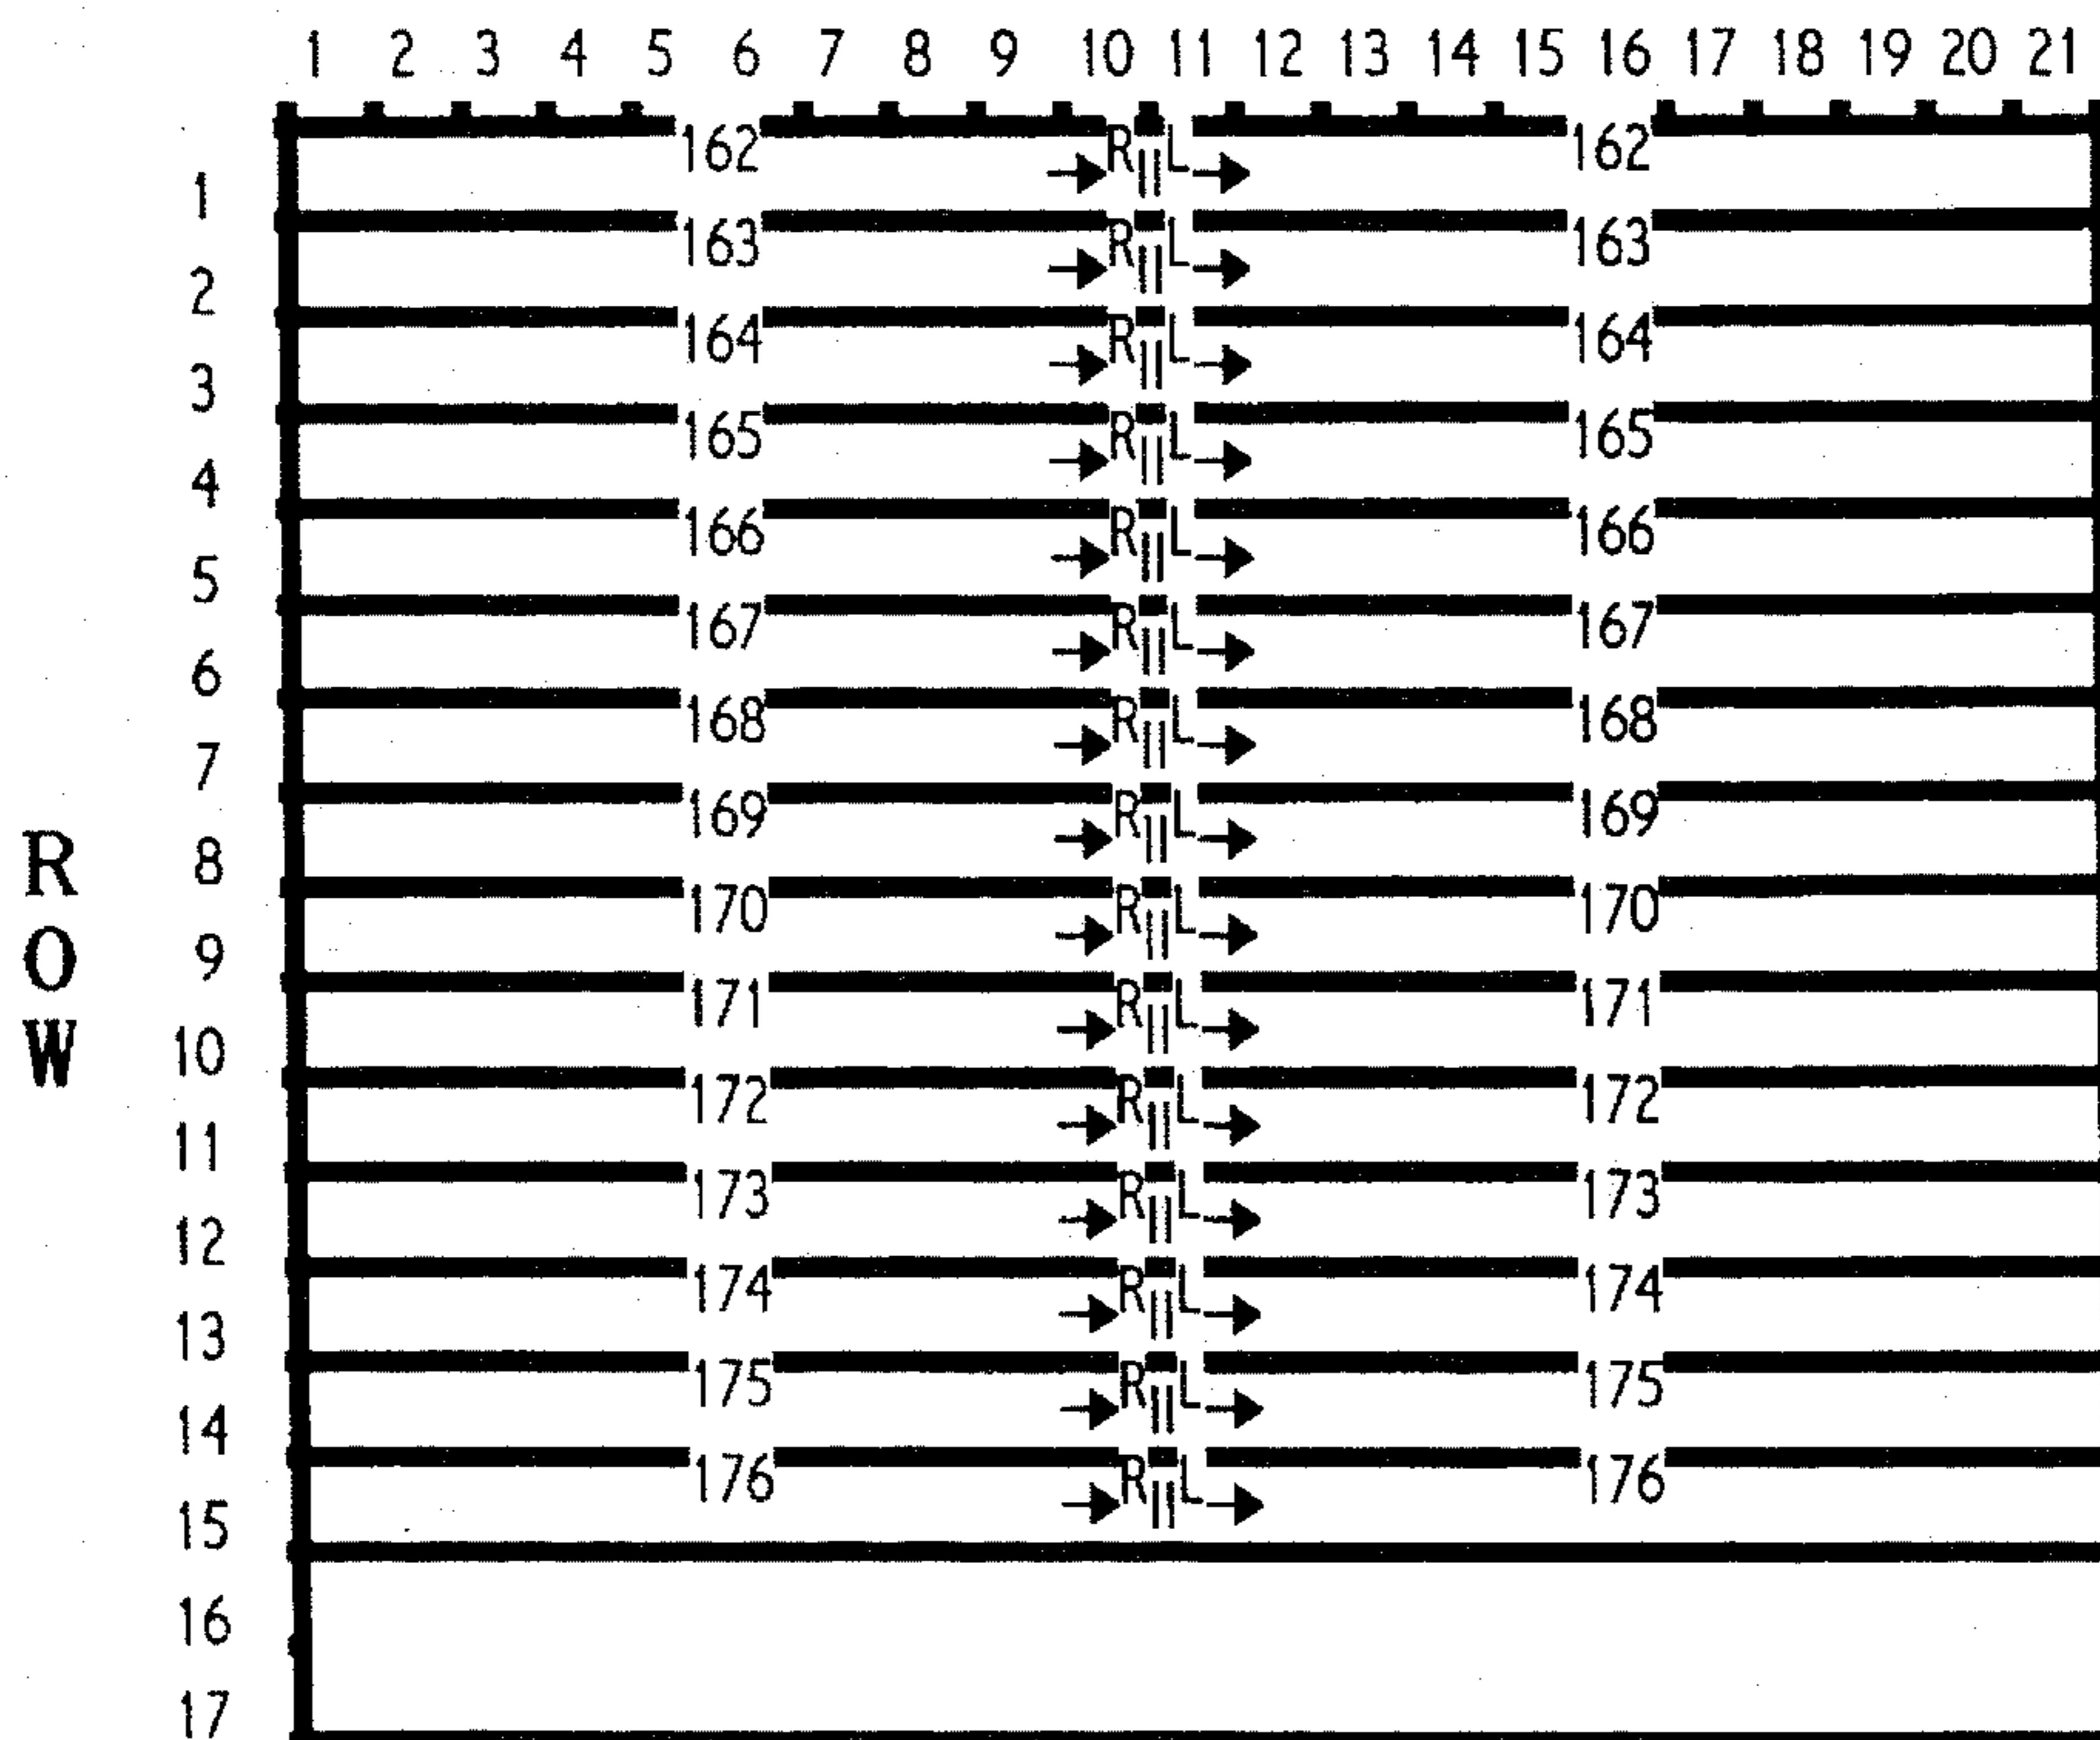 1 2 3 4 5 6 7 8 9 10 11 12 13 14 15 16 17 18 19 20 21
162 R L 162
1
163 R L 163
2
164 R L 164
3
165 R L 165
4
166 R L 166
5
167 R L 167
6
168 R L 168
7
169 R L 169
8
170 R L 170
9
171 R L 171
10
172 R L 172
11
173 R L 173
12
174 R L 174
13
175 R L 175
14
176 R L 176
15
16
17
ROW